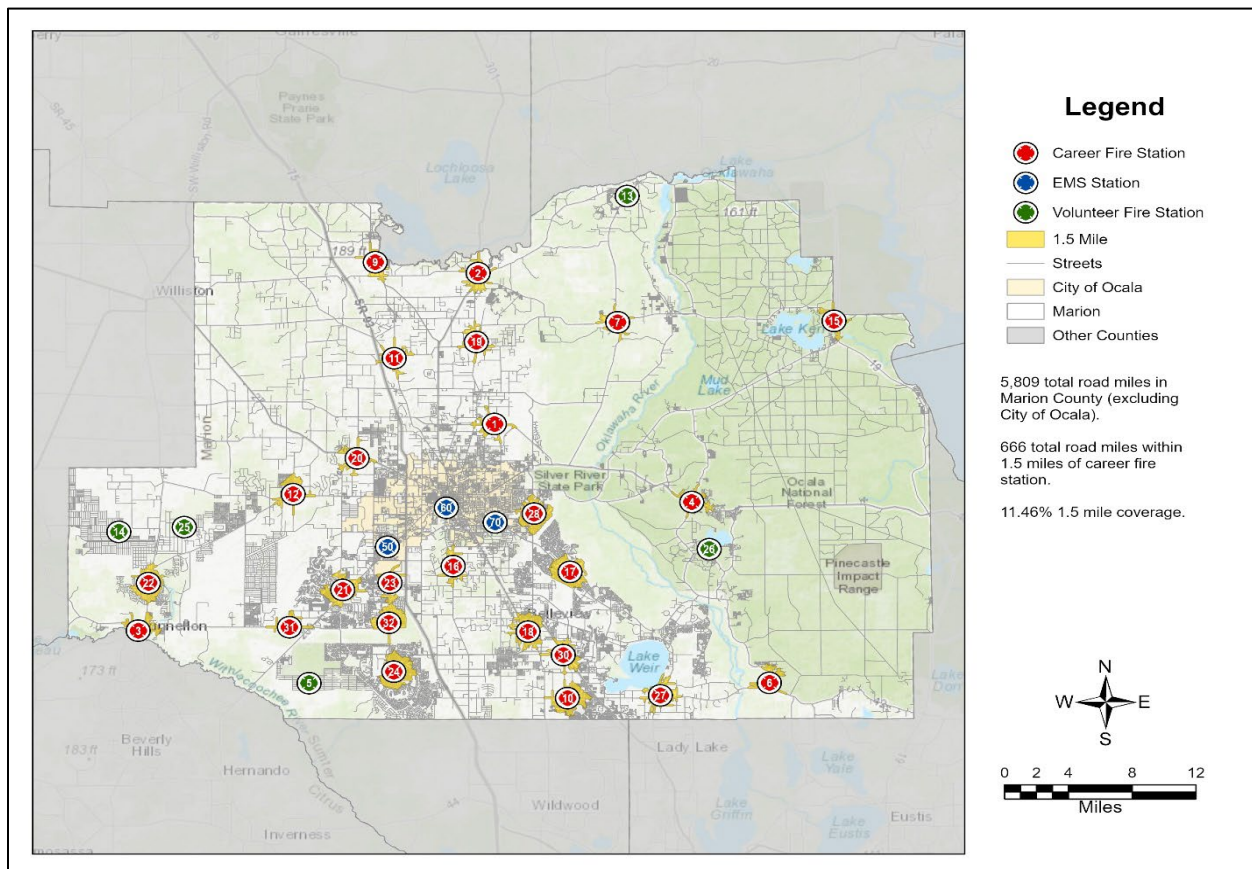 Gainesville
20
301
Paynes
Prarie
State Park
SR-45
SW Williston Rd
75
Lochloosa
Lake
Lake
Ocklawaha
13
161 ft
189 ft
9
2
Williston
SR-93
7
15
Lake Kerr
19
19
11
Mud
Lake
Oklawaha River
Marion
27
1
20
Silver River
State Park
Ocala
National
Forest
12
4
60
28
70
14
25
50
26
16
17
Pinecastle
Impact
Range
22
21
23
3
Dunnellon
31
32
Belleview
18
30
173 ft
24
Lake
Weir
5
Withlacoochee River
10
27
6
Lake
Dor
183 ft
Beverly
Hills
Sumter
Citrus
Hernando
44
Lady Lake
Lake
Yale
19
Wildwood
Lake
Griffin
Lake
Eustis
Eustis
Inverness
mosassa
Legend
Career Fire Station
EMS Station
Volunteer Fire Station
1.5 Mile
Streets
City of Ocala
Marion
Other Counties
5,809 total road miles in
Marion County (excluding
City of Ocala).
666 total road miles within
1.5 miles of career fire
station.
11.46% 1.5 mile coverage.
N
W E
S
0 2 4 8 12
Miles